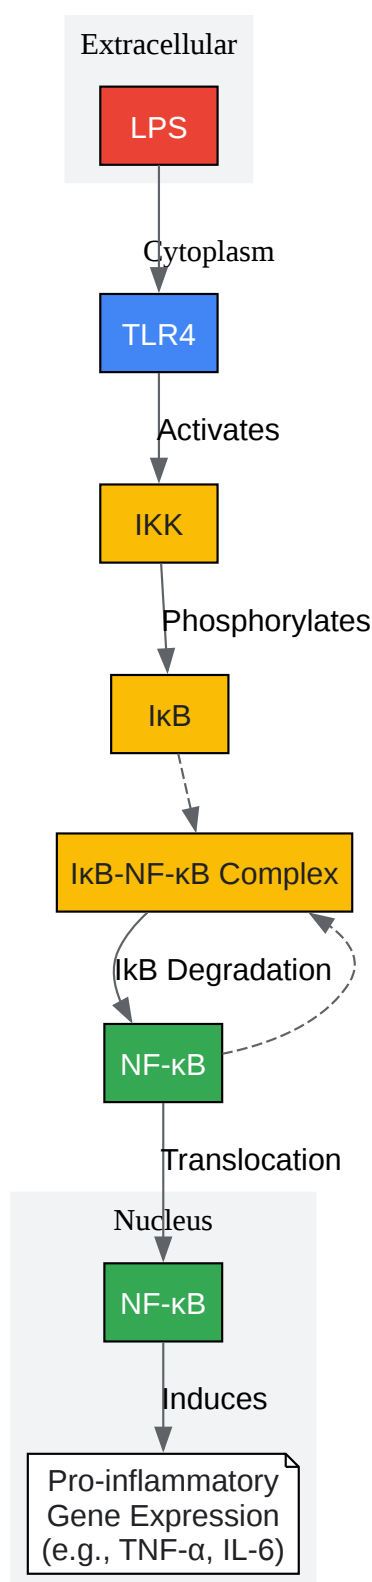 Extracellular
LPS
Cytoplasm
TLR4
Activates
IKK
Phosphorylates
IκB
IκB-NF-κB Complex
IkB Degradation
NF-κB
Translocation
Nucleus
NF-κB
Induces
Pro-inflammatory
Gene Expression
(e.g., TNF-α, IL-6)